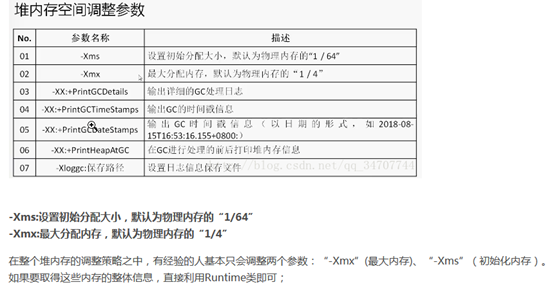 堆内存空间调整参数
No. 参数名称 描述
01 -Xms 设置初始分配大小，默认为物理内存的“1 / 64”
02 -Xmx 最大分配内存，默认为物理内存的“ 1 / 4”
03 -XX:+PrintGCDetails 输出详细的GC处理日志
04 -XX:+PrintGCTimeStamps 输出GC的时间戳信息
05 -XX:+PrintGCDateStamps 输出GC时间戳信息（以日期的形式，如 2018-08-
15T16:53:16.155+0800:）
06 -XX:+PrintHeapAtGC 在GC进行处理的前后打印堆内存信息
07 -Xloggc:保存路径 设置日志信息保存文件
blog.csdn.net/qq_34707744
-Xms:设置初始分配大小，默认为物理内存的“1/64”
-Xmx:最大分配内存，默认为物理内存的“1/4”
在整个堆内存的调整策略之中，有经验的人基本只会调整两个参数：“-Xmx”(最大内存)、“-Xms”（初始化内存）。
如果要取得这些内存的整体信息，直接利用Runtime类即可；